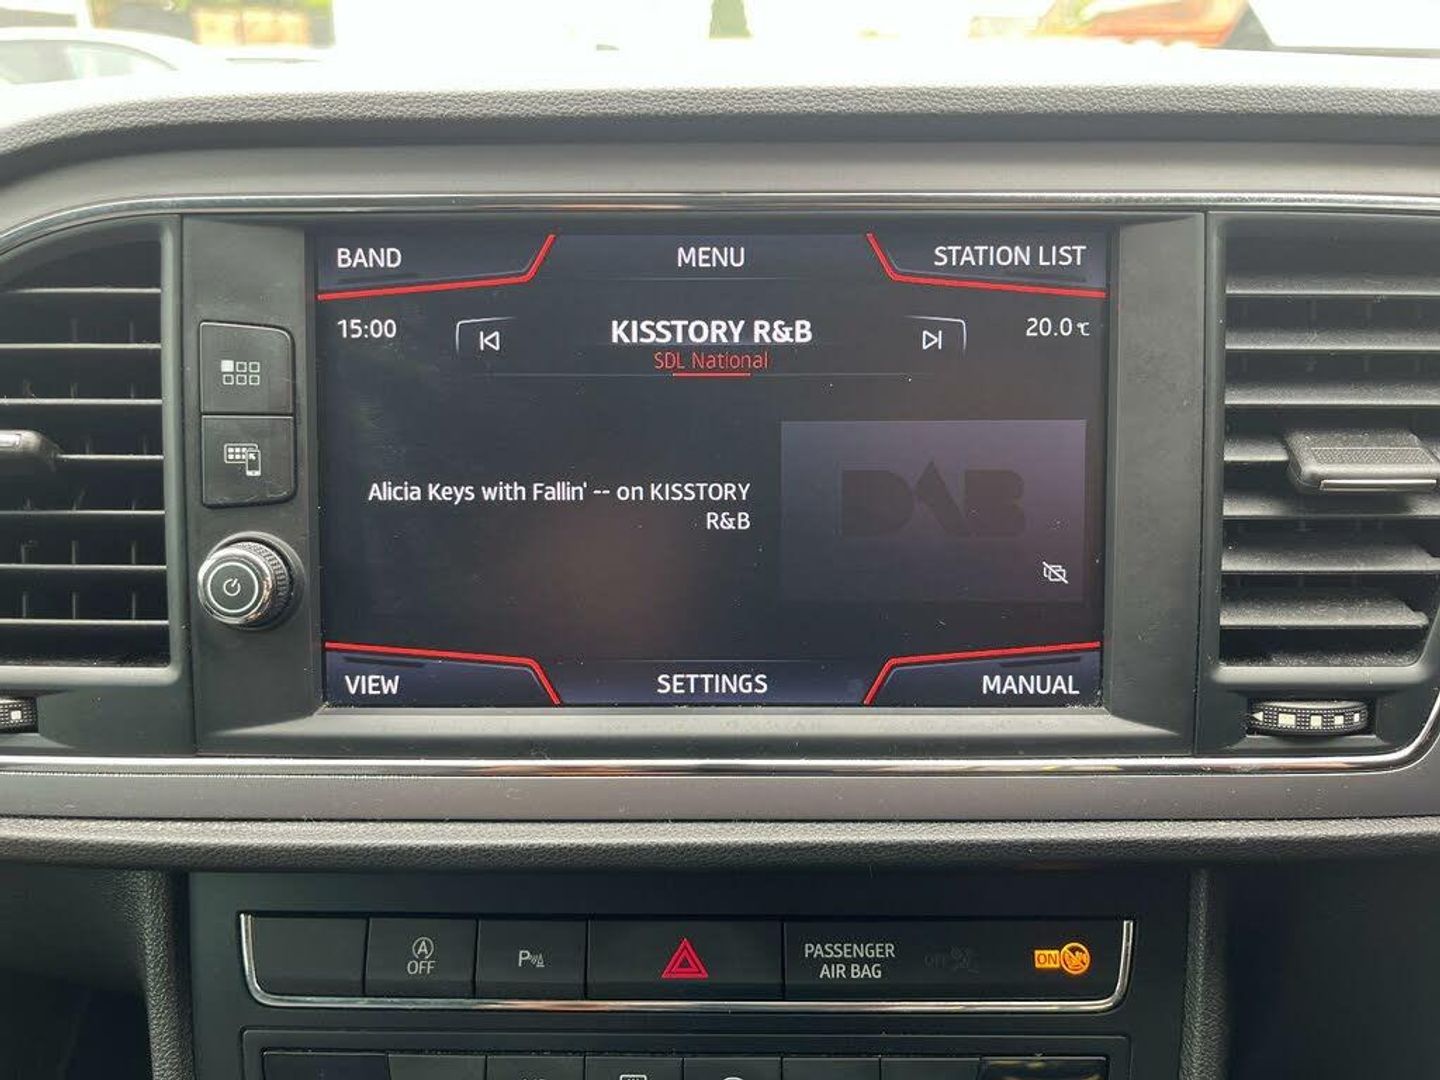 BAND MENU STATION LIST
15:00 KISSTORY R&B 20.0°C
SDL National
Alicia Keys with Fallin' -- on KISSTORY
R&B
DAB
VIEW SETTINGS MANUAL
A
OFF
P
PASSENGER
AIR BAG
OFF
ON